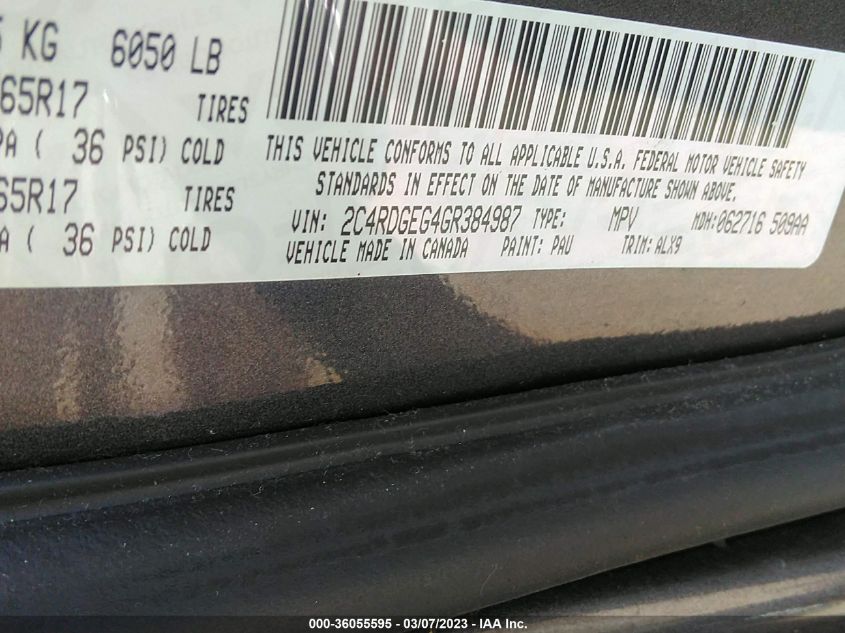 KG 6050 LB
65R17 TIRES
PA ( 36 PSI) COLD
65R17 TIRES
A ( 36 PSI) COLD
THIS VEHICLE CONFORMS TO ALL APPLICABLE U.S.A. FEDERAL MOTOR VEHICLE SAFETY
STANDARDS IN EFFECT ON THE DATE OF MANUFACTURE SHOWN ABOVE.
VIN: 2C4RDGEG4GR384987 TYPE: MPV MDH:062716 509AA
VEHICLE MADE IN CANADA PAINT: PAU TRIM: ALX9
000-36055595 - 03/07/2023 - IAA Inc.